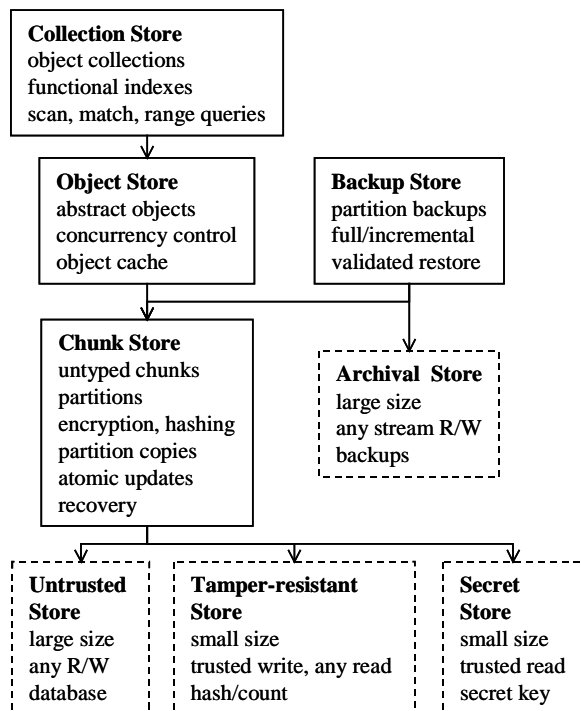 Collection Store
object collections
functional indexes
scan, match, range queries
Object Store
abstract objects
concurrency control
object cache
Backup Store
partition backups
full/incremental
validated restore
Chunk Store
untyped chunks
partitions
encryption, hashing
partition copies
atomic updates
recovery
Archival Store
large size
any stream R/W
backups
Untrusted
Store
large size
any R/W
database
Tamper-resistant
Store
small size
trusted write, any read
hash/count
Secret
Store
small size
trusted read
secret key